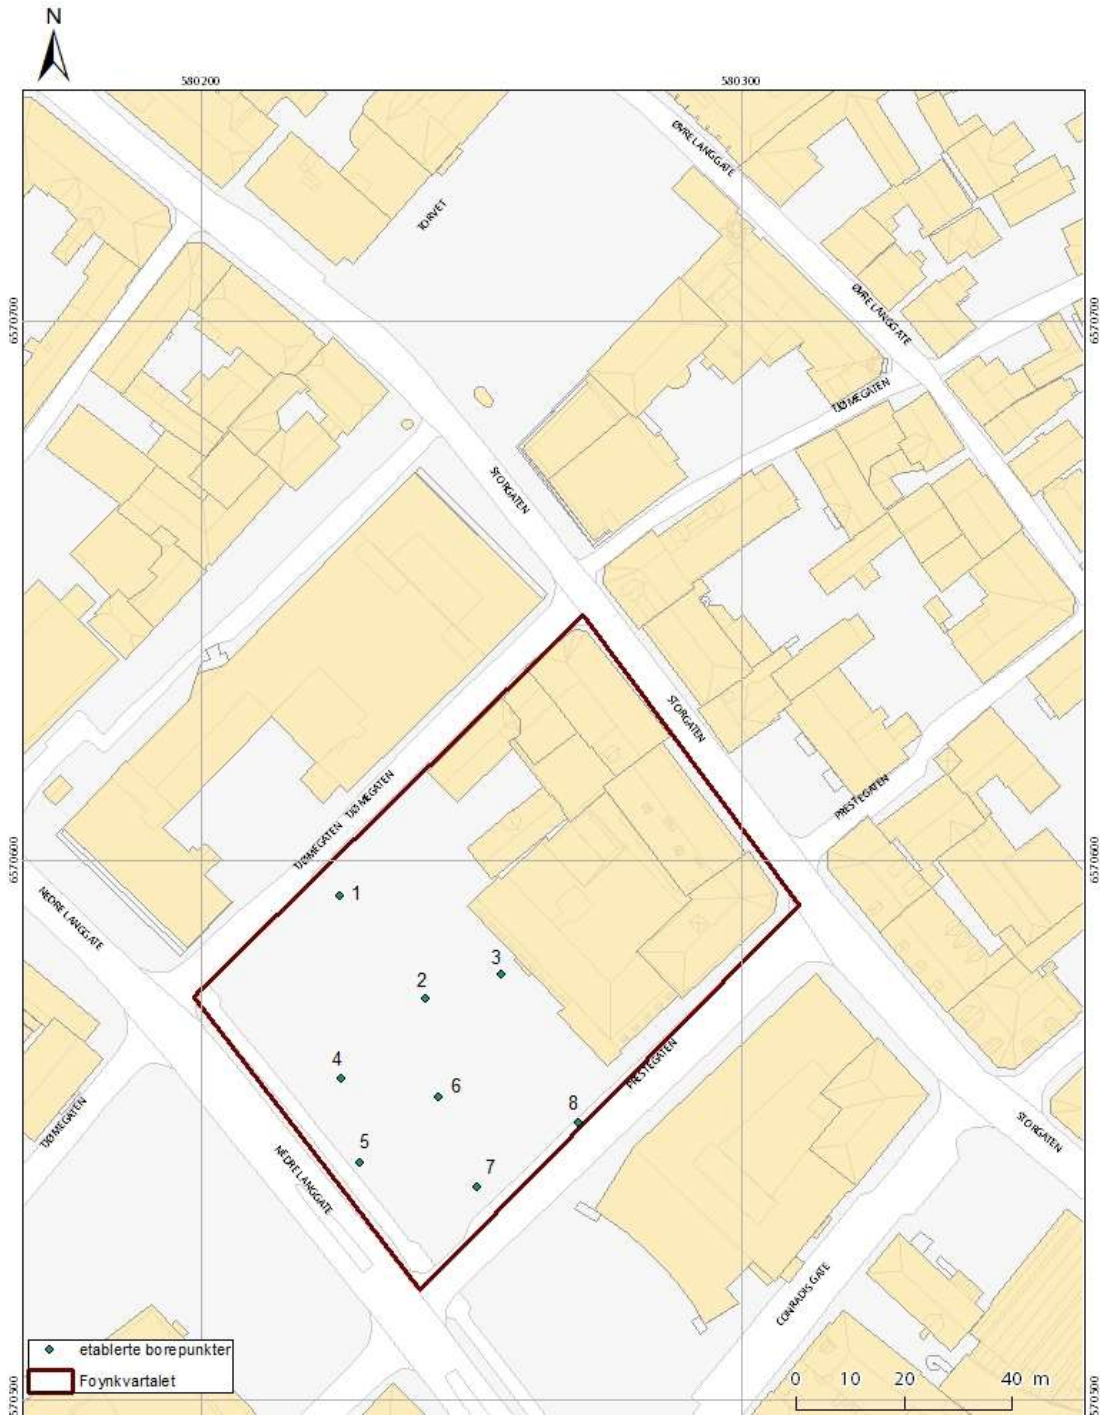 N
580200
580300
ØVRE LANGGATE
TORVET
6570700
6570700
ØVRE LANGGATE
TJØMEGATEN
STORGATEN
STORGATEN
TJØMEGATEN
TJØMEGATEN
PRESTEGATEN
6570600
6570600
NEDRE LANGGATE
1
3
2
PRESTEGATEN
4
6
8
TJØMEGATEN
STORGATEN
5
7
NEDRE LANGGATE
CONRADIS GATE
etablerte borepunkter
Foynkvartalet
0 10 20 40 m